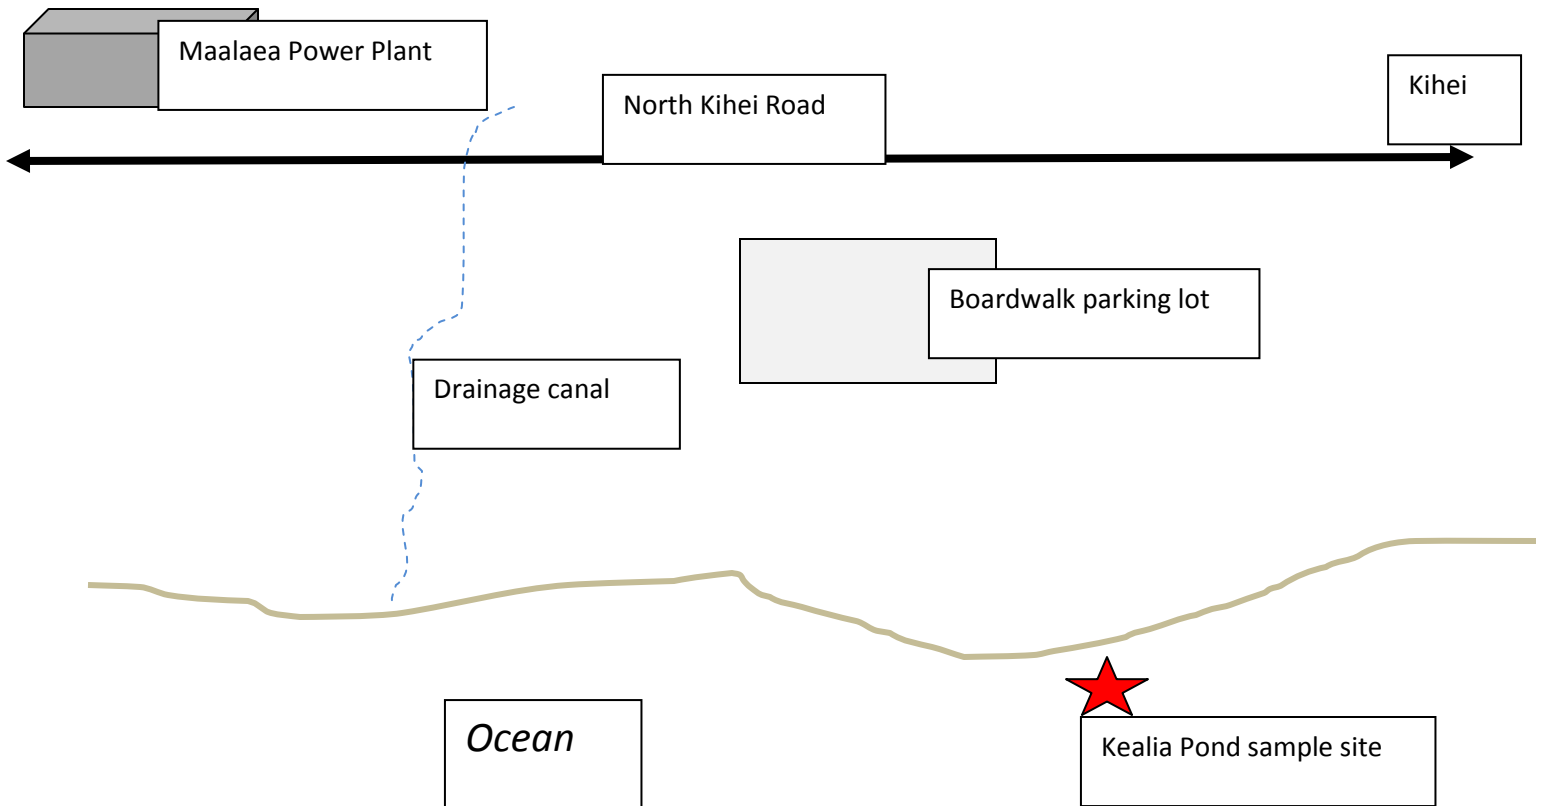 Maalaea Power Plant
North Kihei Road
Kihei
Boardwalk parking lot
Drainage canal
Ocean
Kealia Pond sample site